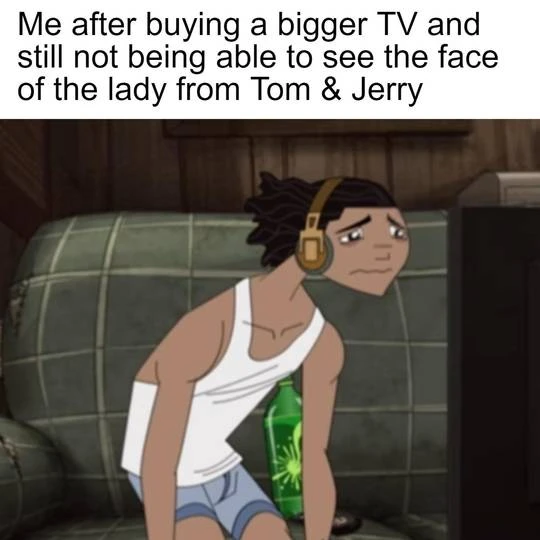 Me after buying a bigger TV and
still not being able to see the face
of the lady from Tom & Jerry